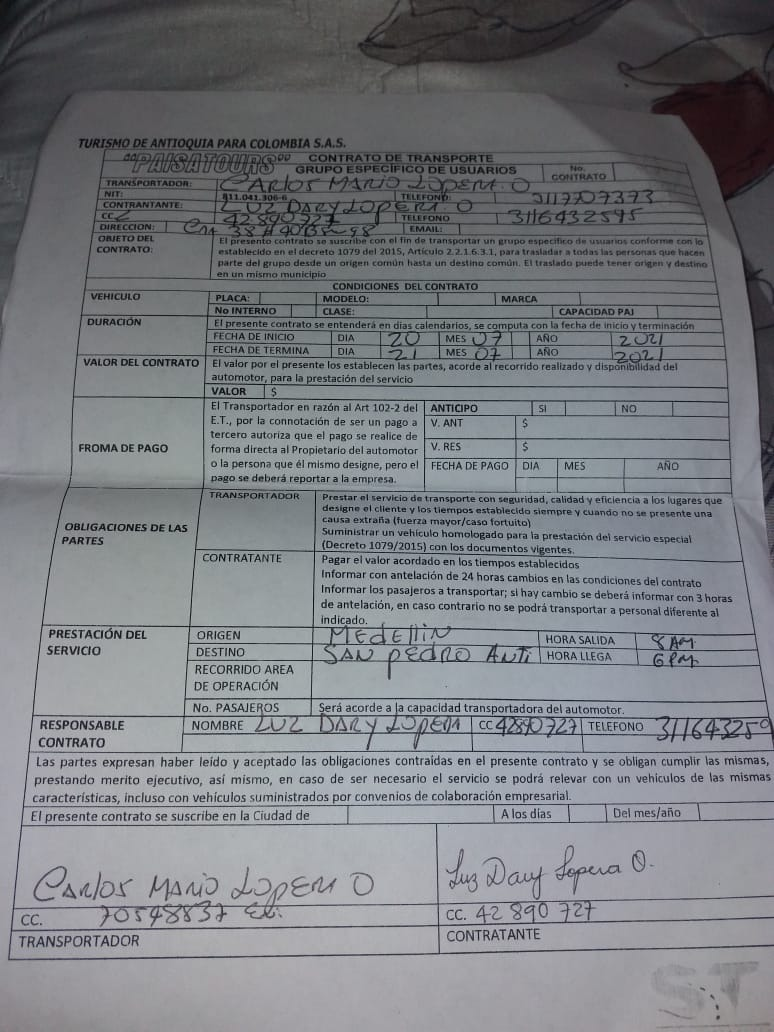 TURISMO DE ANTIOQUIA PARA COLOMBIA S.A.S.
"PAISATOURS" CONTRATO DE TRANSPORTE
GRUPO ESPECÍFICO DE USUARIOS No. CONTRATO
TRANSPORTADOR: CARLOS MARIO LOPERA O
NIT: 811.041.306-6 TELEFONO: 3117707373
CONTRANTANTE: LUZ DARY LOPERA O
CC 42890727 TELEFONO 3116432595
DIRECCION: EMAIL:
OBJETO DEL CONTRATO: El presente contrato se suscribe con el fin de transportar un grupo especifico de usuarios conforme con lo
establecido en el decreto 1079 del 2015, Artículo 2.2.1.6.3.1, para trasladar a todas las personas que hacen
parte del grupo desde un origen común hasta un destino común. El traslado puede tener origen y destino
en un mismo municipio
CONDICIONES DEL CONTRATO
VEHICULO PLACA: MODELO: MARCA
No INTERNO CLASE: CAPACIDAD PAJ
DURACIÓN El presente contrato se entenderá en días calendarios, se computa con la fecha de inicio y terminación
FECHA DE INICIO DIA 20 MES 07 AÑO 2021
FECHA DE TERMINA DIA 21 MES 07 AÑO 2021
VALOR DEL CONTRATO El valor por el presente los establecen las partes, acorde al recorrido realizado y disponibilidad del
automotor, para la prestación del servicio
VALOR $
FROMA DE PAGO
El Transportador en razón al Art 102-2 del
E.T., por la connotación de ser un pago a
tercero autoriza que el pago se realice de
forma directa al Propietario del automotor
o la persona que él mismo designe, pero el
pago se deberá reportar a la empresa.
ANTICIPO SI NO
V. ANT $
V. RES $
FECHA DE PAGO DIA MES AÑO
OBLIGACIONES DE LAS PARTES
TRANSPORTADOR Prestar el servicio de transporte con seguridad, calidad y eficiencia a los lugares que
designe el cliente y los tiempos establecido siempre y cuando no se presente una
causa extraña (fuerza mayor/caso fortuito)
Suministrar un vehículo homologado para la prestación del servicio especial
(Decreto 1079/2015) con los documentos vigentes.
CONTRATANTE Pagar el valor acordado en los tiempos establecidos
Informar con antelación de 24 horas cambios en las condiciones del contrato
Informar los pasajeros a transportar; si hay cambio se deberá informar con 3 horas
de antelación, en caso contrario no se podrá transportar a personal diferente al
indicado.
PRESTACIÓN DEL SERVICIO
ORIGEN MEDELLIN HORA SALIDA 8 AM
DESTINO SAN PEDRO ANTI HORA LLEGA 6 PM
RECORRIDO AREA
DE OPERACIÓN
No. PASAJEROS Será acorde a la capacidad transportadora del automotor.
RESPONSABLE CONTRATO
NOMBRE LUZ DARY LOPERA CC 42890727 TELEFONO 311643259
Las partes expresan haber leído y aceptado las obligaciones contraídas en el presente contrato y se obligan cumplir las mismas,
prestando merito ejecutivo, así mismo, en caso de ser necesario el servicio se podrá relevar con un vehiculos de las mismas
características, incluso con vehículos suministrados por convenios de colaboración empresarial.
El presente contrato se suscribe en la Ciudad de A los días Del mes/año
CARLOS MARIO LOPERA O Luz Dary Lopera O.
CC. 70548837 CC. 42 890 727
TRANSPORTADOR CONTRATANTE
ST